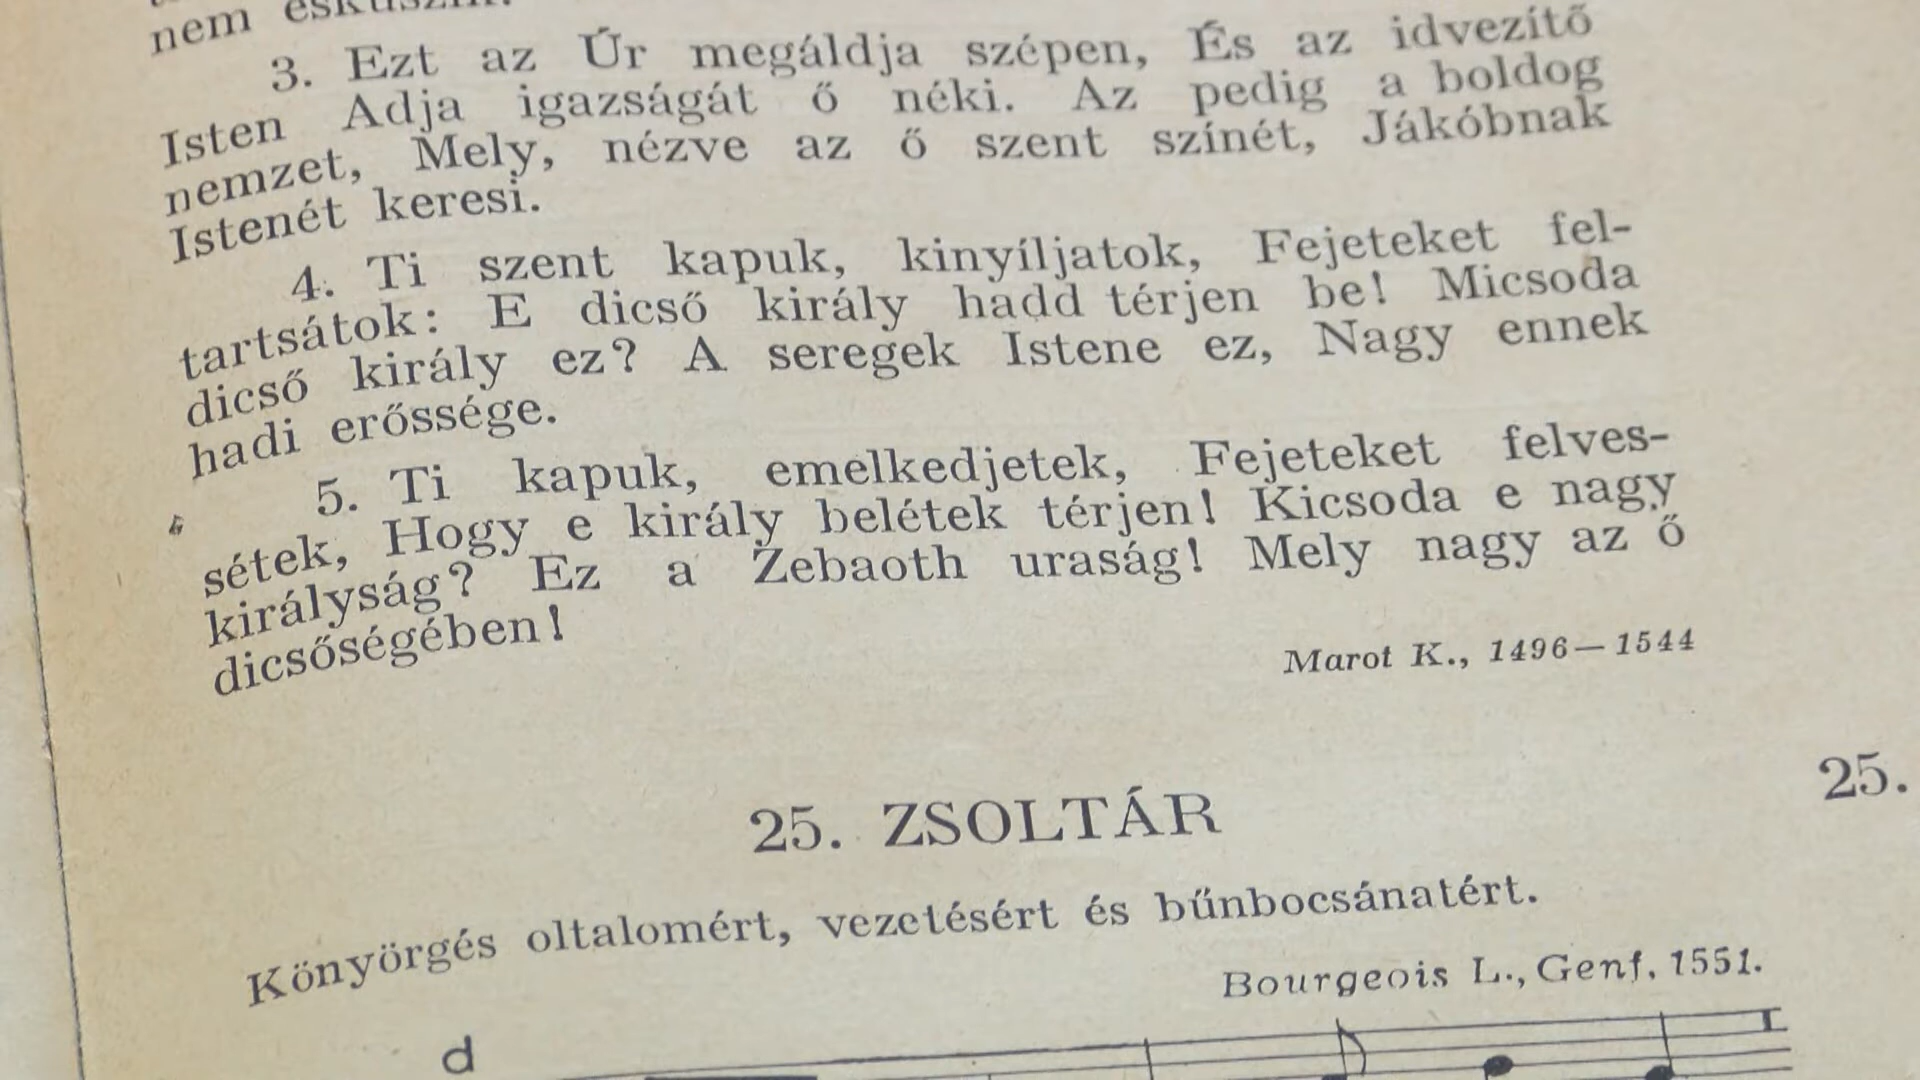 nem esküszik.
3. Ezt az Úr megáldja szépen, És az idvezítő
Isten Adja igazságát ő néki. Az pedig a boldog
nemzet, Mely, nézve az ő szent színét, Jákóbnak
Istenét keresi.
4. Ti szent kapuk, kinyíljatok, Fejeteket fel-
tartsátok: E dicső király hadd térjen be! Micsoda
dicső király ez? A seregek Istene ez, Nagy ennek
hadi erőssége.
5. Ti kapuk, emelkedjetek, Fejeteket felves-
sétek, Hogy e király belétek térjen! Kicsoda e nagy
királyság? Ez a Zebaoth uraság! Mely nagy az ő
dicsőségében!
Marot K., 1496—1544
25.
25. ZSOLTÁR
Könyörgés oltalomért, vezetésért és bűnbocsánatért.
Bourgeois L., Genf, 1551.
d